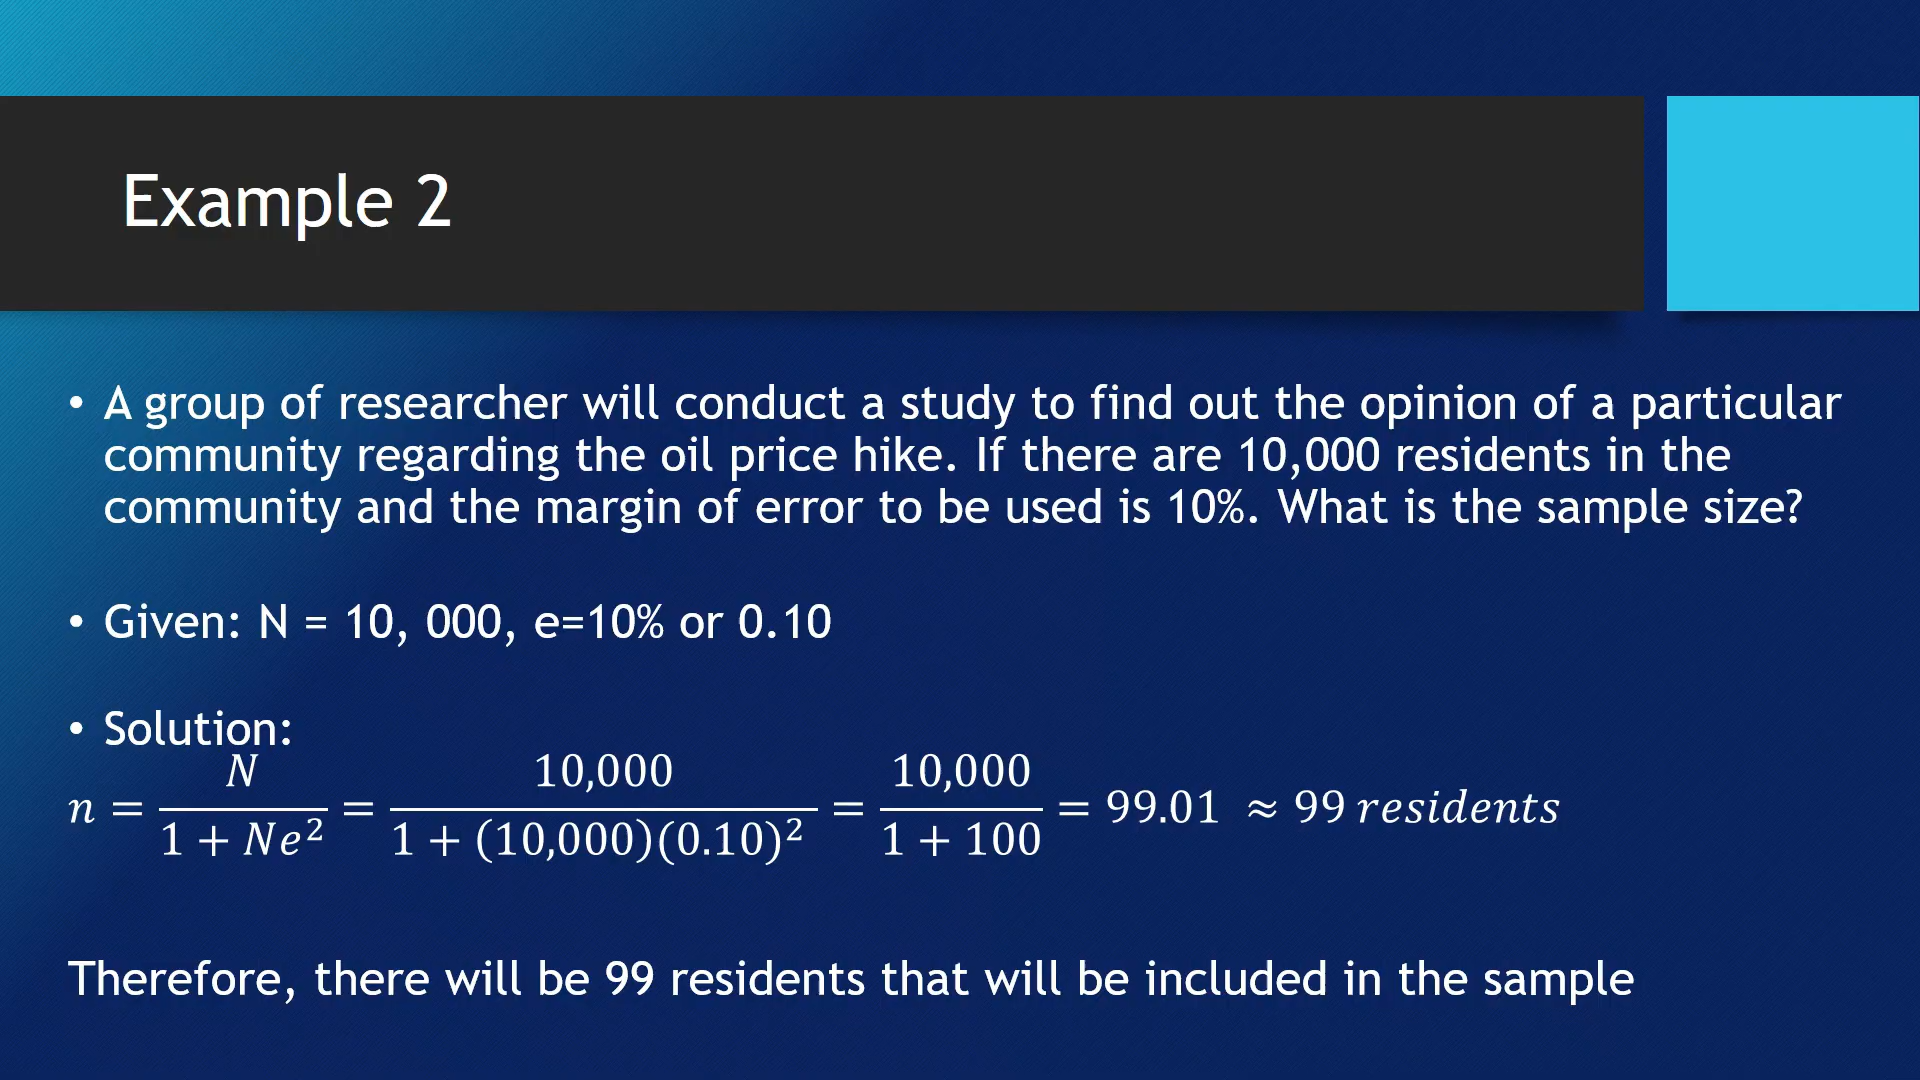 Example 2
• A group of researcher will conduct a study to find out the opinion of a particular
community regarding the oil price hike. If there are 10,000 residents in the
community and the margin of error to be used is 10%. What is the sample size?
• Given: N = 10, 000, e=10% or 0.10
• Solution:
n = N / (1 + Ne²) = 10,000 / (1 + (10,000)(0.10)²) = 10,000 / (1 + 100) = 99.01 ≈ 99 residents
Therefore, there will be 99 residents that will be included in the sample